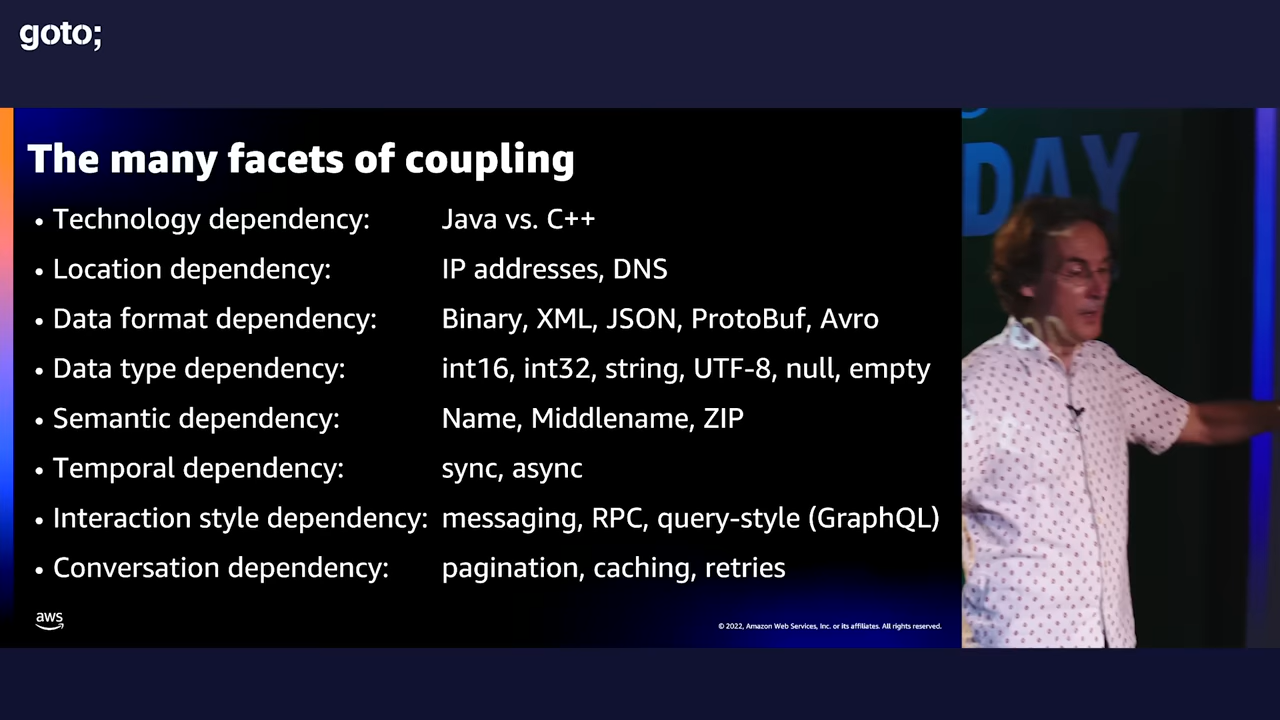 goto;
The many facets of coupling
• Technology dependency: Java vs. C++
• Location dependency: IP addresses, DNS
• Data format dependency: Binary, XML, JSON, ProtoBuf, Avro
• Data type dependency: int16, int32, string, UTF-8, null, empty
• Semantic dependency: Name, Middlename, ZIP
• Temporal dependency: sync, async
• Interaction style dependency: messaging, RPC, query-style (GraphQL)
• Conversation dependency: pagination, caching, retries
aws
© 2022, Amazon Web Services, Inc. or its affiliates. All rights reserved.
DAY